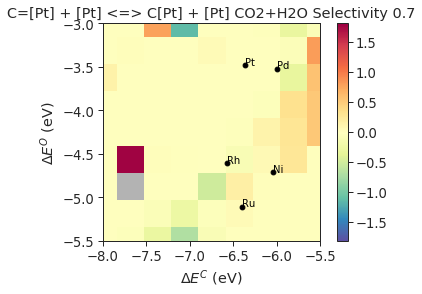 C=[Pt] + [Pt] <=> C[Pt] + [Pt] CO2+H2O Selectivity 0.7
−3.0
−3.5
−4.0
−4.5
−5.0
−5.5
ΔE^O (eV)
Pt
Pd
Rh
Ni
Ru
−8.0 −7.5 −7.0 −6.5 −6.0 −5.5
ΔE^C (eV)
1.5
1.0
0.5
0.0
−0.5
−1.0
−1.5